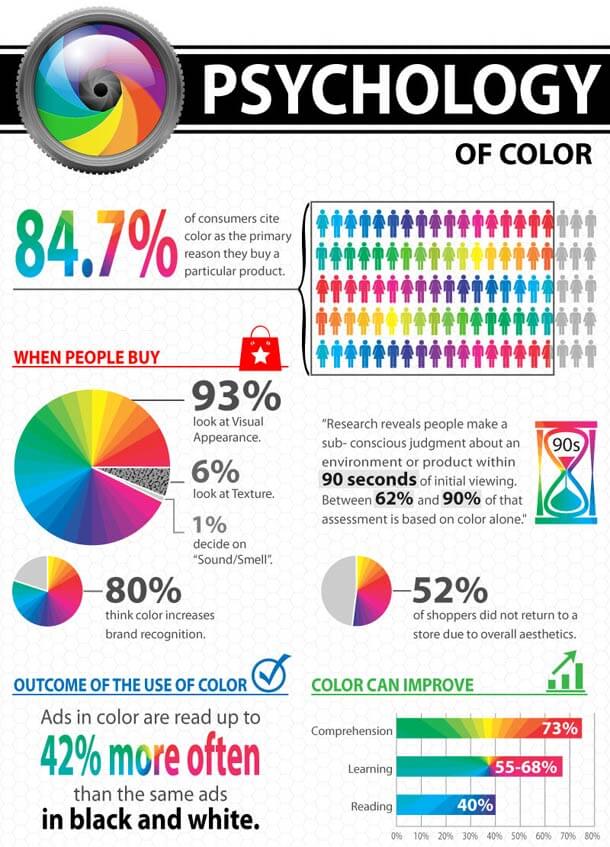 PSYCHOLOGY
OF COLOR
84.7%
of consumers cite
color as the primary
reason they buy a
particular product.
WHEN PEOPLE BUY
93%
look at Visual
Appearance.
6%
look at Texture.
1%
decide on
"Sound/Smell".
"Research reveals people make a
sub- conscious judgment about an
environment or product within
90 seconds of initial viewing.
Between 62% and 90% of that
assessment is based on color alone."
90s
80%
think color increases
brand recognition.
52%
of shoppers did not return to a
store due to overall aesthetics.
OUTCOME OF THE USE OF COLOR
Ads in color are read up to
42% more often
than the same ads
in black and white.
COLOR CAN IMPROVE
Comprehension 73%
Learning 55-68%
Reading 40%
0% 10% 20% 30% 40% 50% 60% 70% 80%